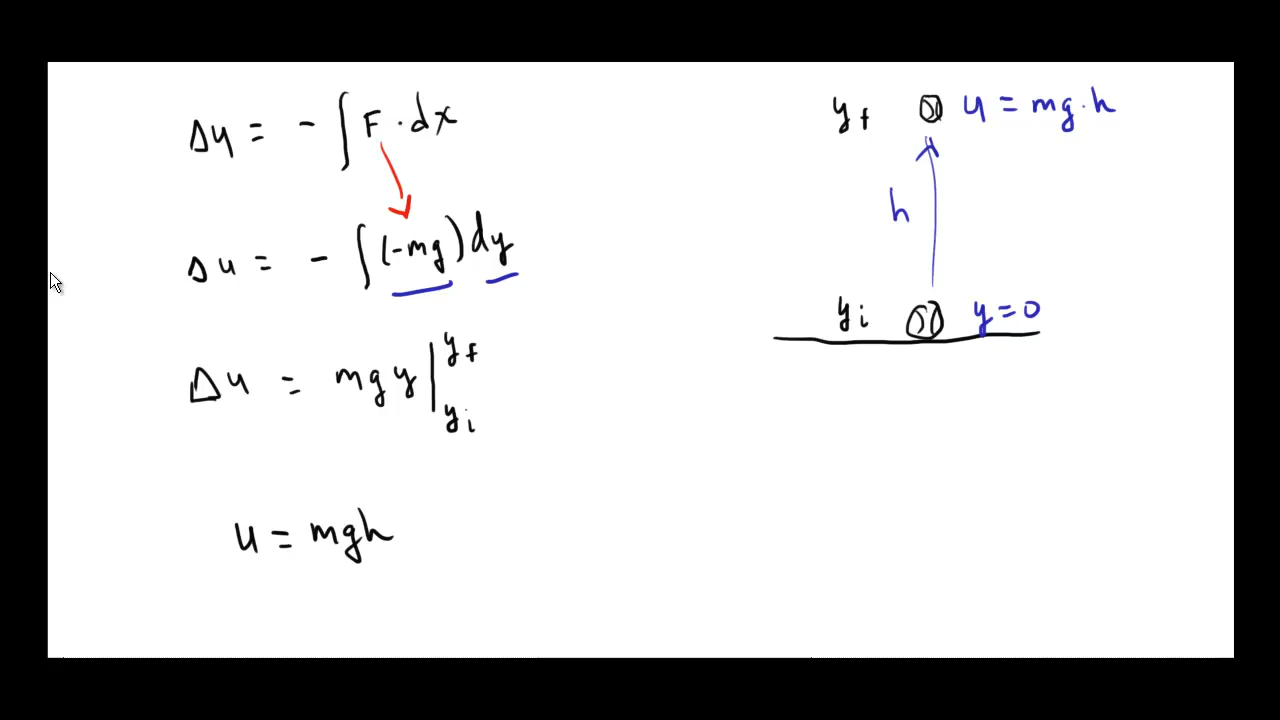 Δu = - ∫ F · dx
Δu = - ∫ (-mg) dy
Δu = mgy | yf yi
u = mgh
yf u = mg·h
h
yi y = 0